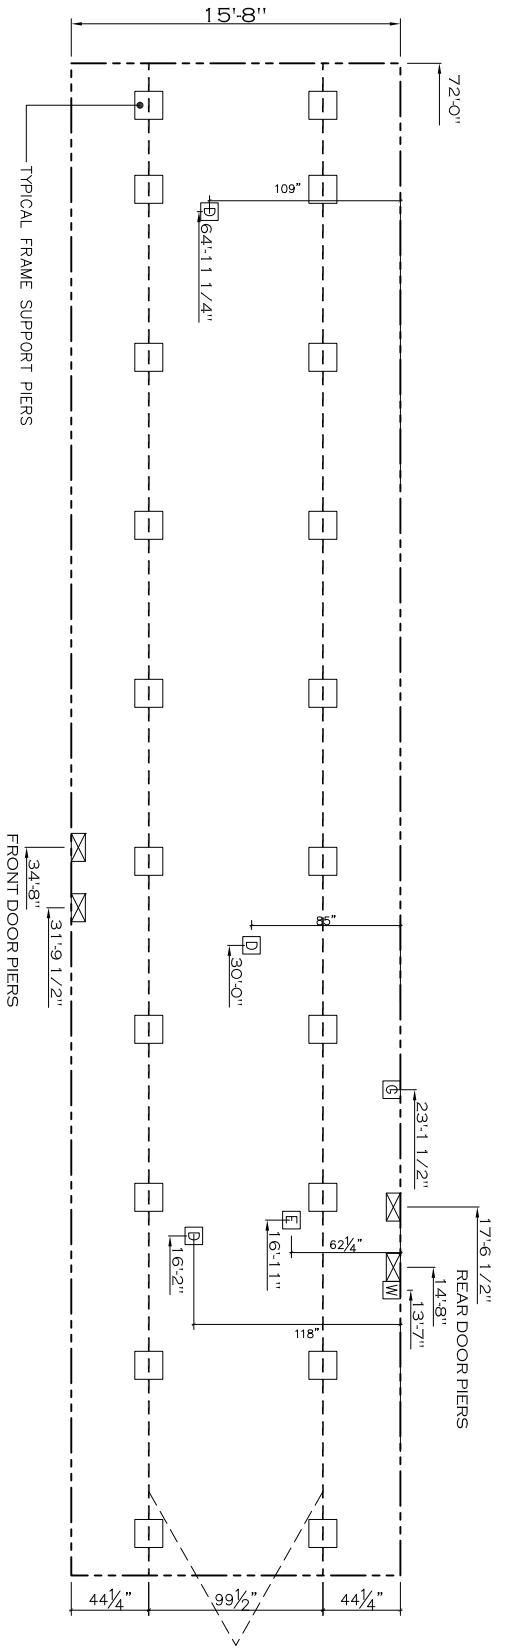 15'-8"
72'-0"
109"
D
64'-11 1/4"
TYPICAL FRAME SUPPORT PIERS
34'-8"
31'-9 1/2"
FRONT DOOR PIERS
85"
D
30'-0"
G
23'-1 1/2"
17'-6 1/2"
E
16'-11"
62¼"
D
16'-2"
14'-8"
W
13'-7"
REAR DOOR PIERS
118"
44¼"
99½"
44¼"